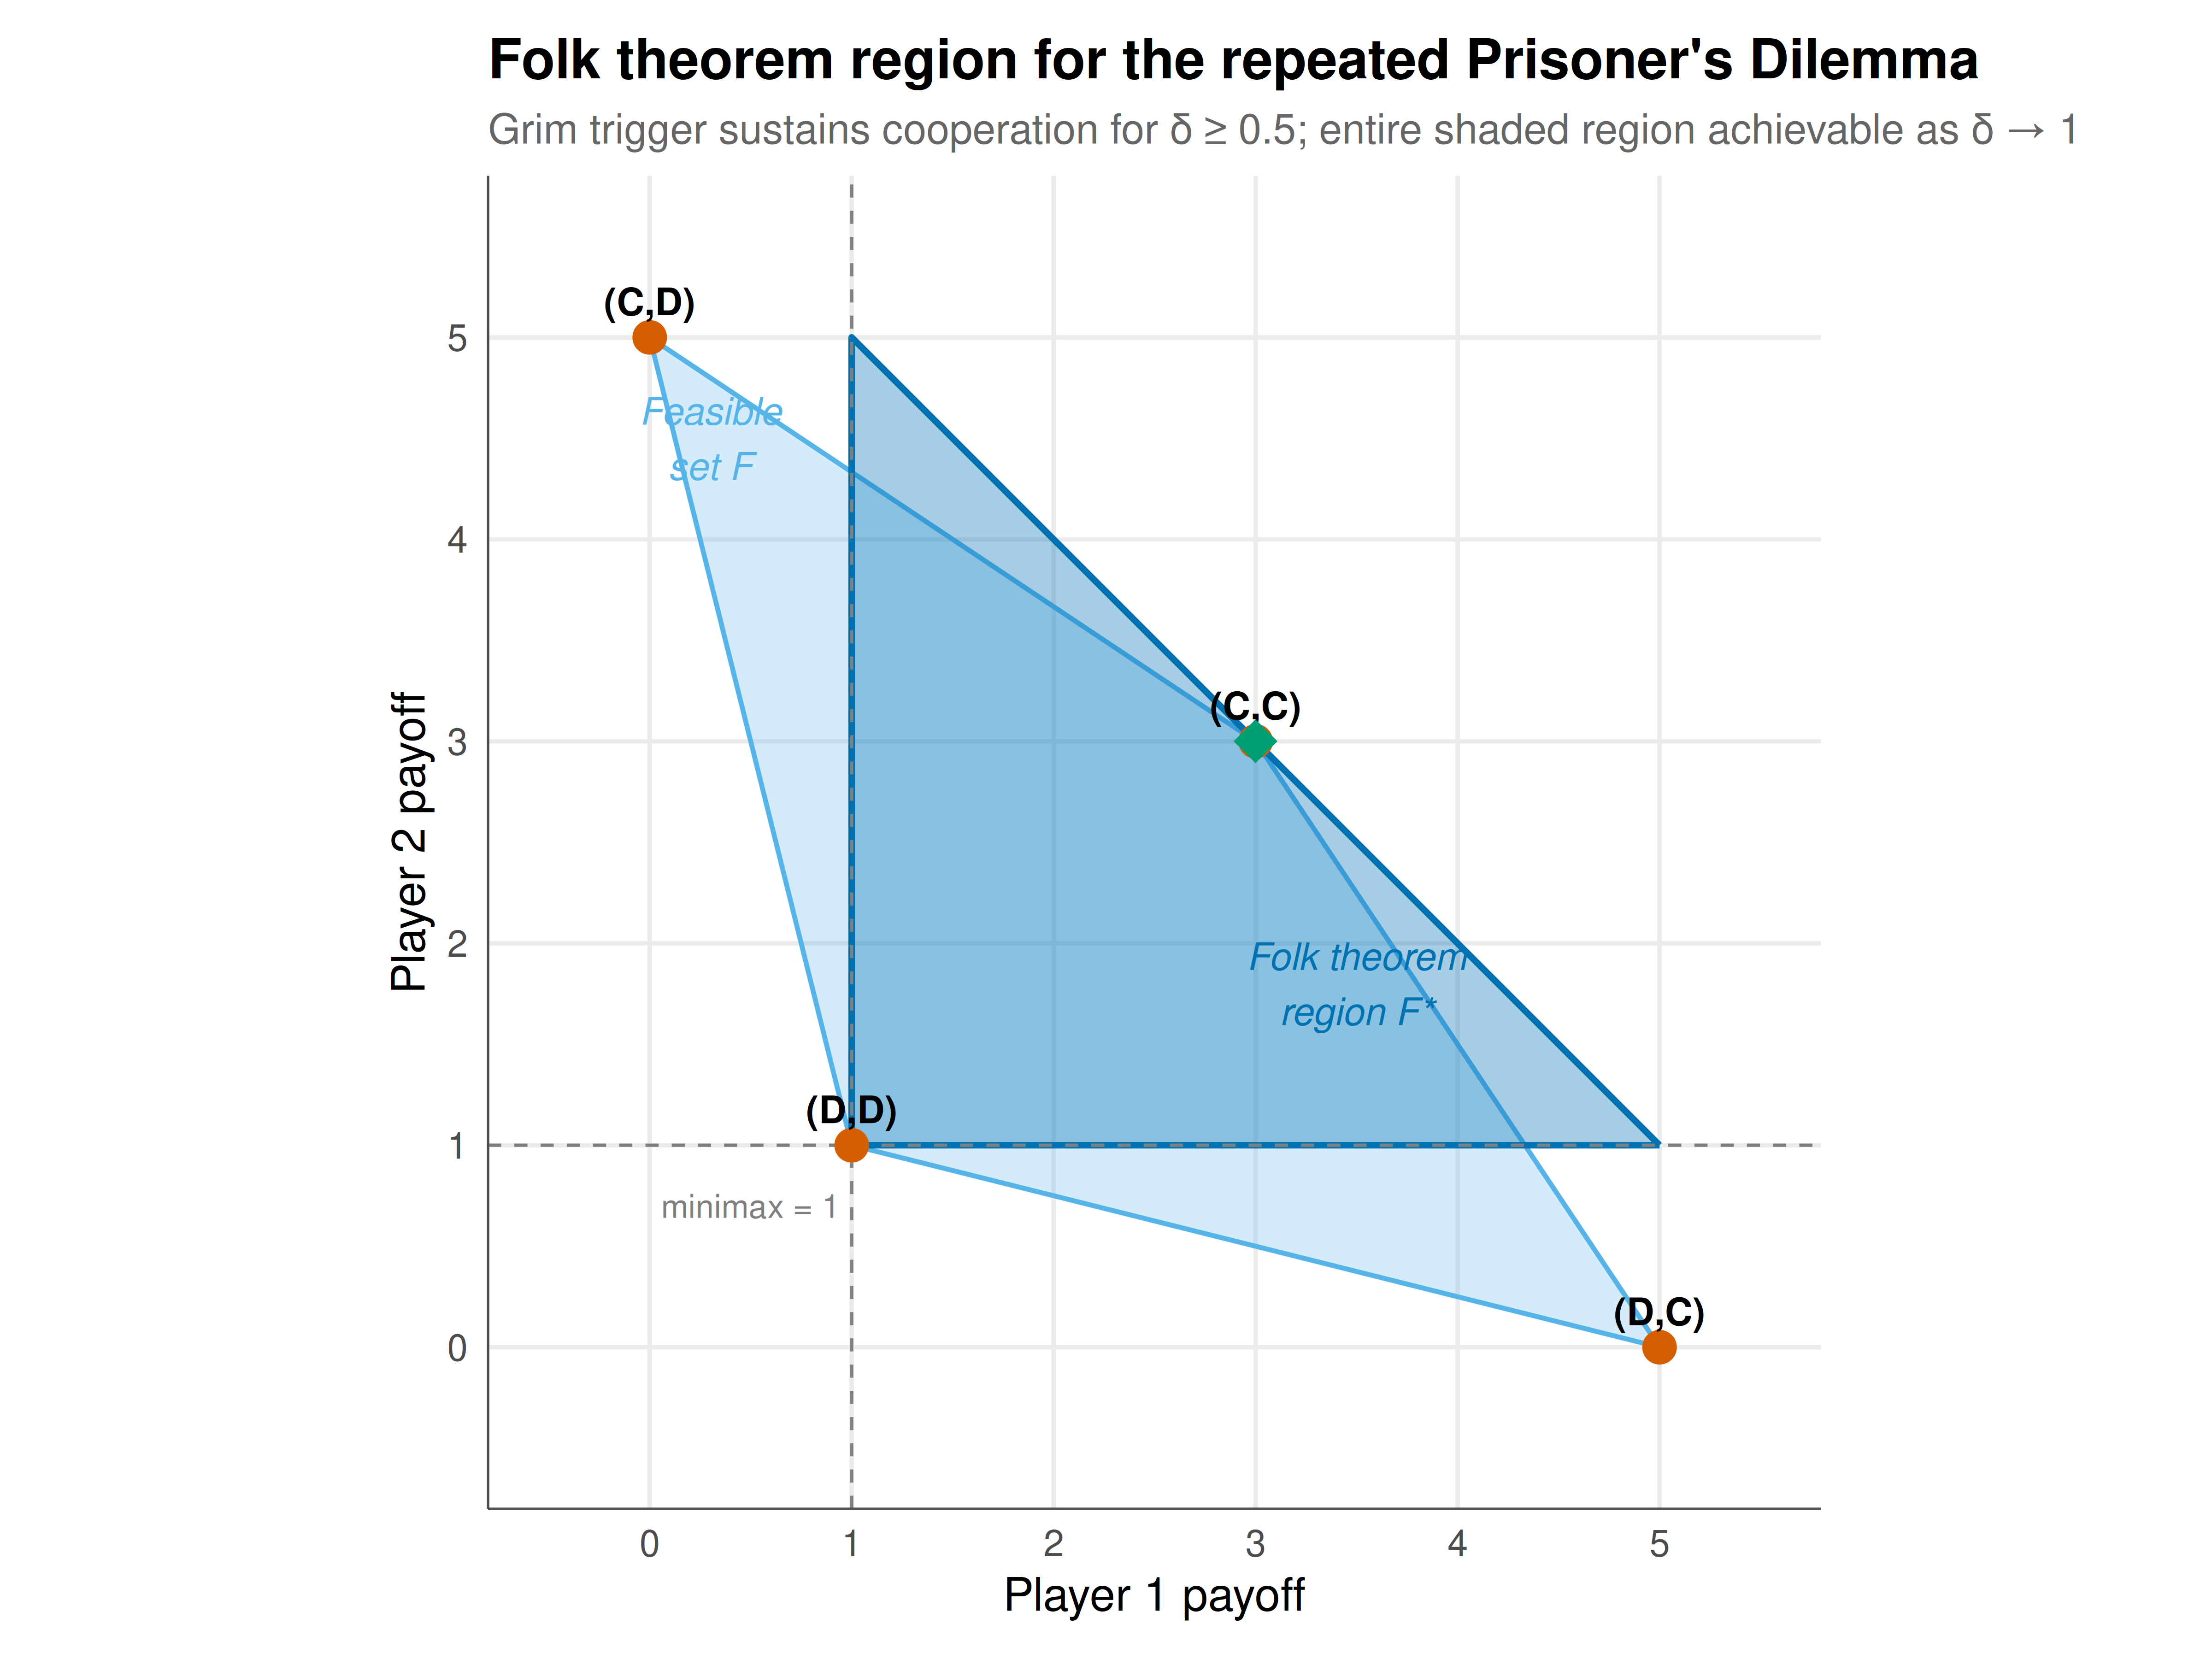 Folk theorem region for the repeated Prisoner's Dilemma
Grim trigger sustains cooperation for δ ≥ 0.5; entire shaded region achievable as δ → 1
(C,D)
5
Feasible
set F
4
(C,C)
3
Player 2 payoff
2
Folk theorem
region F*
(D,D)
1
minimax = 1
(D,C)
0
0 1 2 3 4 5
Player 1 payoff